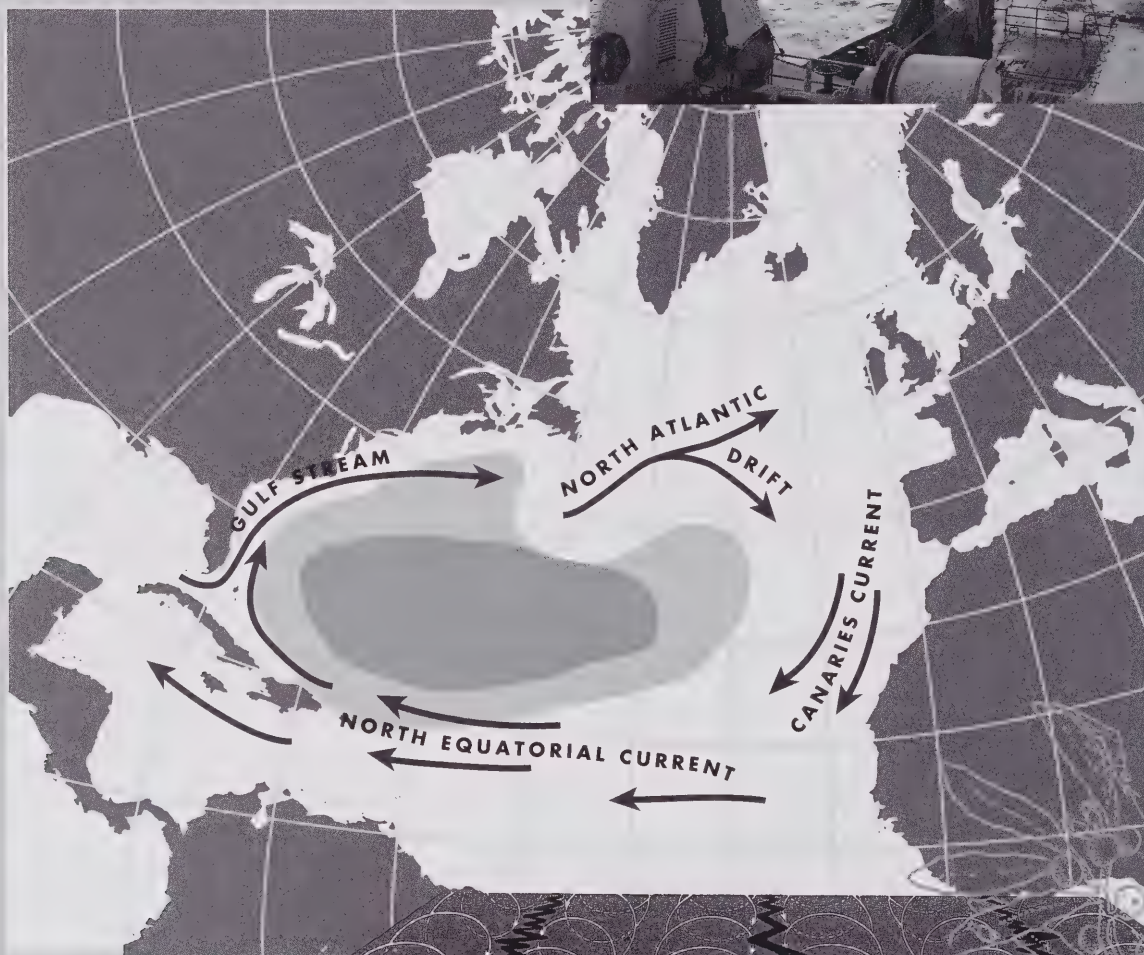 GULF STREAM
NORTH ATLANTIC
DRIFT
CANARIES CURRENT
NORTH EQUATORIAL CURRENT